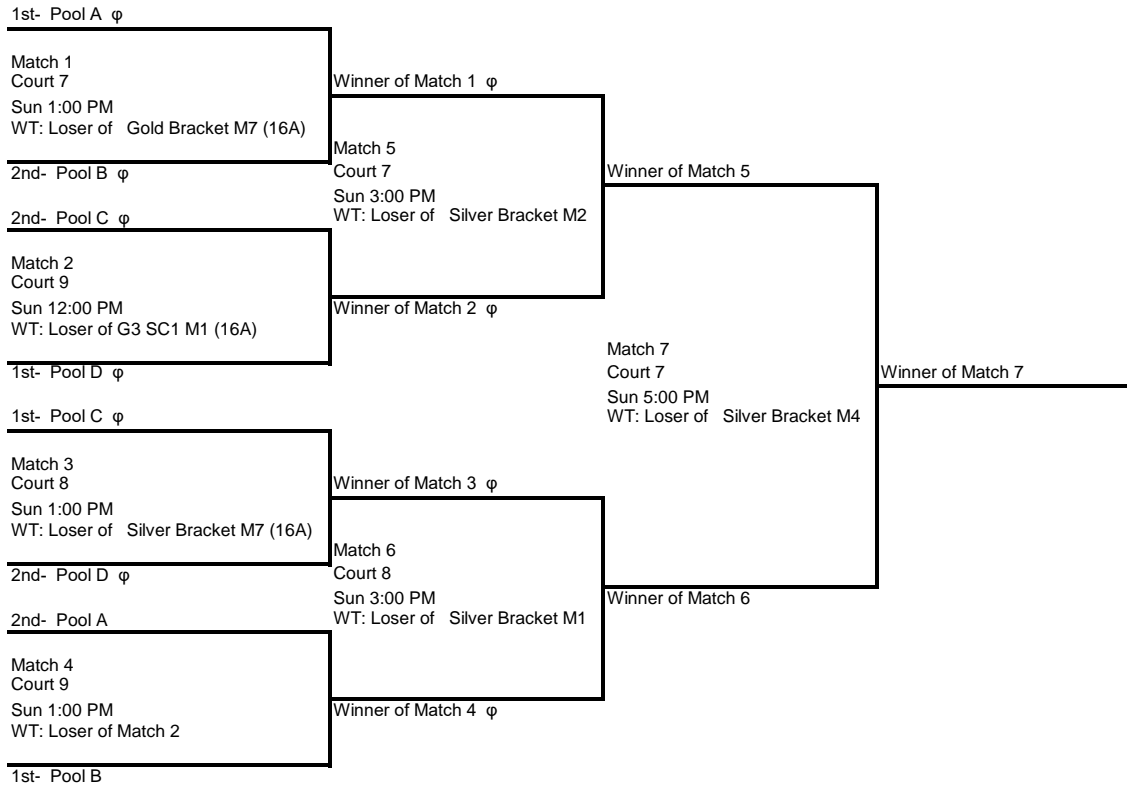 1st- Pool A φ
Match 1
Court 7
Sun 1:00 PM
WT: Loser of Gold Bracket M7 (16A)
2nd- Pool B φ
2nd- Pool C φ
Match 2
Court 9
Sun 12:00 PM
WT: Loser of G3 SC1 M1 (16A)
1st- Pool D φ
1st- Pool C φ
Match 3
Court 8
Sun 1:00 PM
WT: Loser of Silver Bracket M7 (16A)
2nd- Pool D φ
2nd- Pool A
Match 4
Court 9
Sun 1:00 PM
WT: Loser of Match 2
1st- Pool B
Winner of Match 1 φ
Match 5
Court 7
Sun 3:00 PM
WT: Loser of Silver Bracket M2
Winner of Match 2 φ
Winner of Match 3 φ
Match 6
Court 8
Sun 3:00 PM
WT: Loser of Silver Bracket M1
Winner of Match 4 φ
Winner of Match 5
Match 7
Court 7
Sun 5:00 PM
WT: Loser of Silver Bracket M4
Winner of Match 6
Winner of Match 7